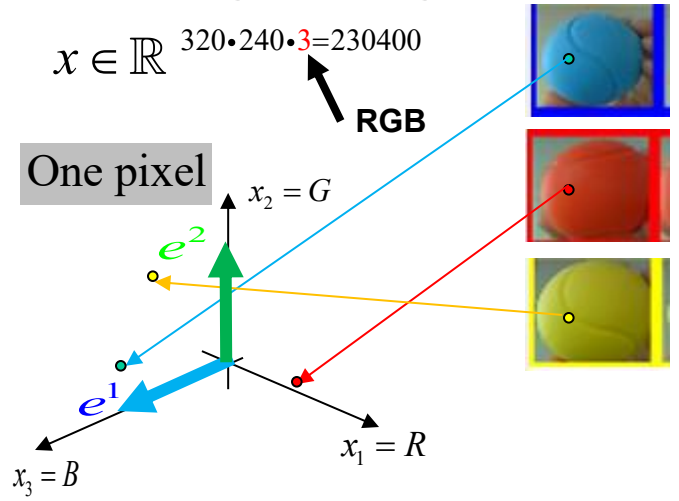 x ∈ ℝ 320•240•3=230400
RGB
One pixel
x₂ = G
e²
e¹
x₁ = R
x₃ = B